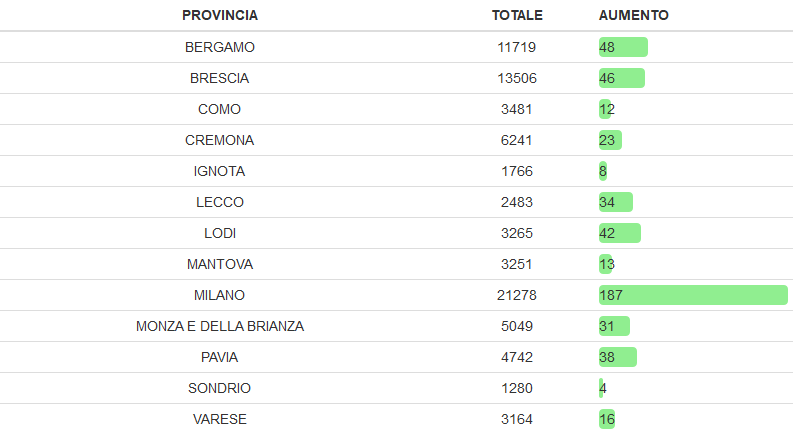 PROVINCIA TOTALE AUMENTO
BERGAMO 11719 48
BRESCIA 13506 46
COMO 3481 12
CREMONA 6241 23
IGNOTA 1766 8
LECCO 2483 34
LODI 3265 42
MANTOVA 3251 13
MILANO 21278 187
MONZA E DELLA BRIANZA 5049 31
PAVIA 4742 38
SONDRIO 1280 4
VARESE 3164 16